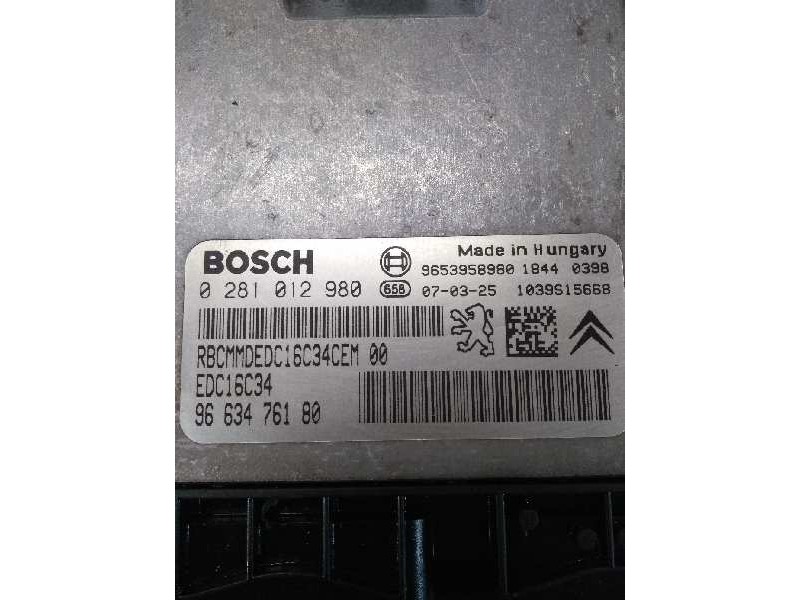 BOSCH
Made in Hungary
9653958980 1844 0398
0 281 012 980 658 07-03-25 1039S15668
RBCMMDEDC16C34CEM 00
EDC16C34
96 634 761 80